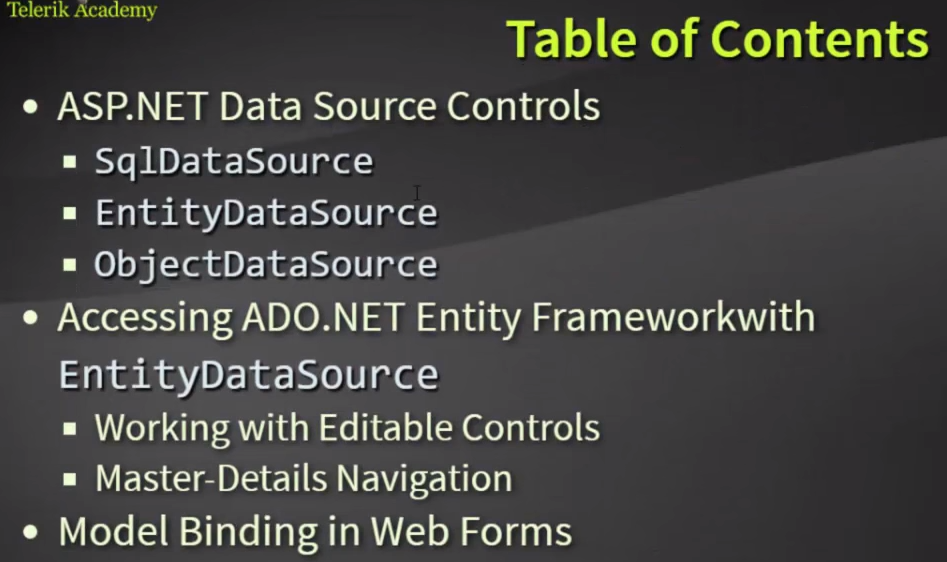 Telerik Academy
Table of Contents
• ASP.NET Data Source Controls
▪ SqlDataSource
▪ EntityDataSource
▪ ObjectDataSource
• Accessing ADO.NET Entity Frameworkwith
EntityDataSource
▪ Working with Editable Controls
▪ Master-Details Navigation
• Model Binding in Web Forms